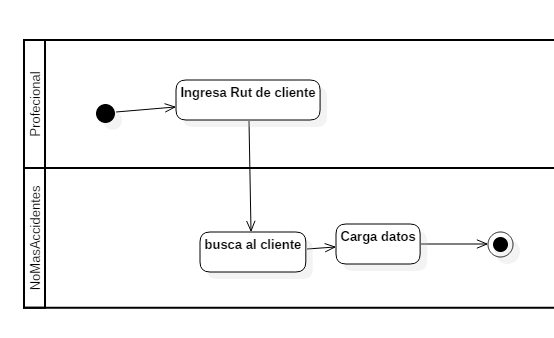 Profecional
Ingresa Rut de cliente
NoMasAccidentes
busca al cliente
Carga datos